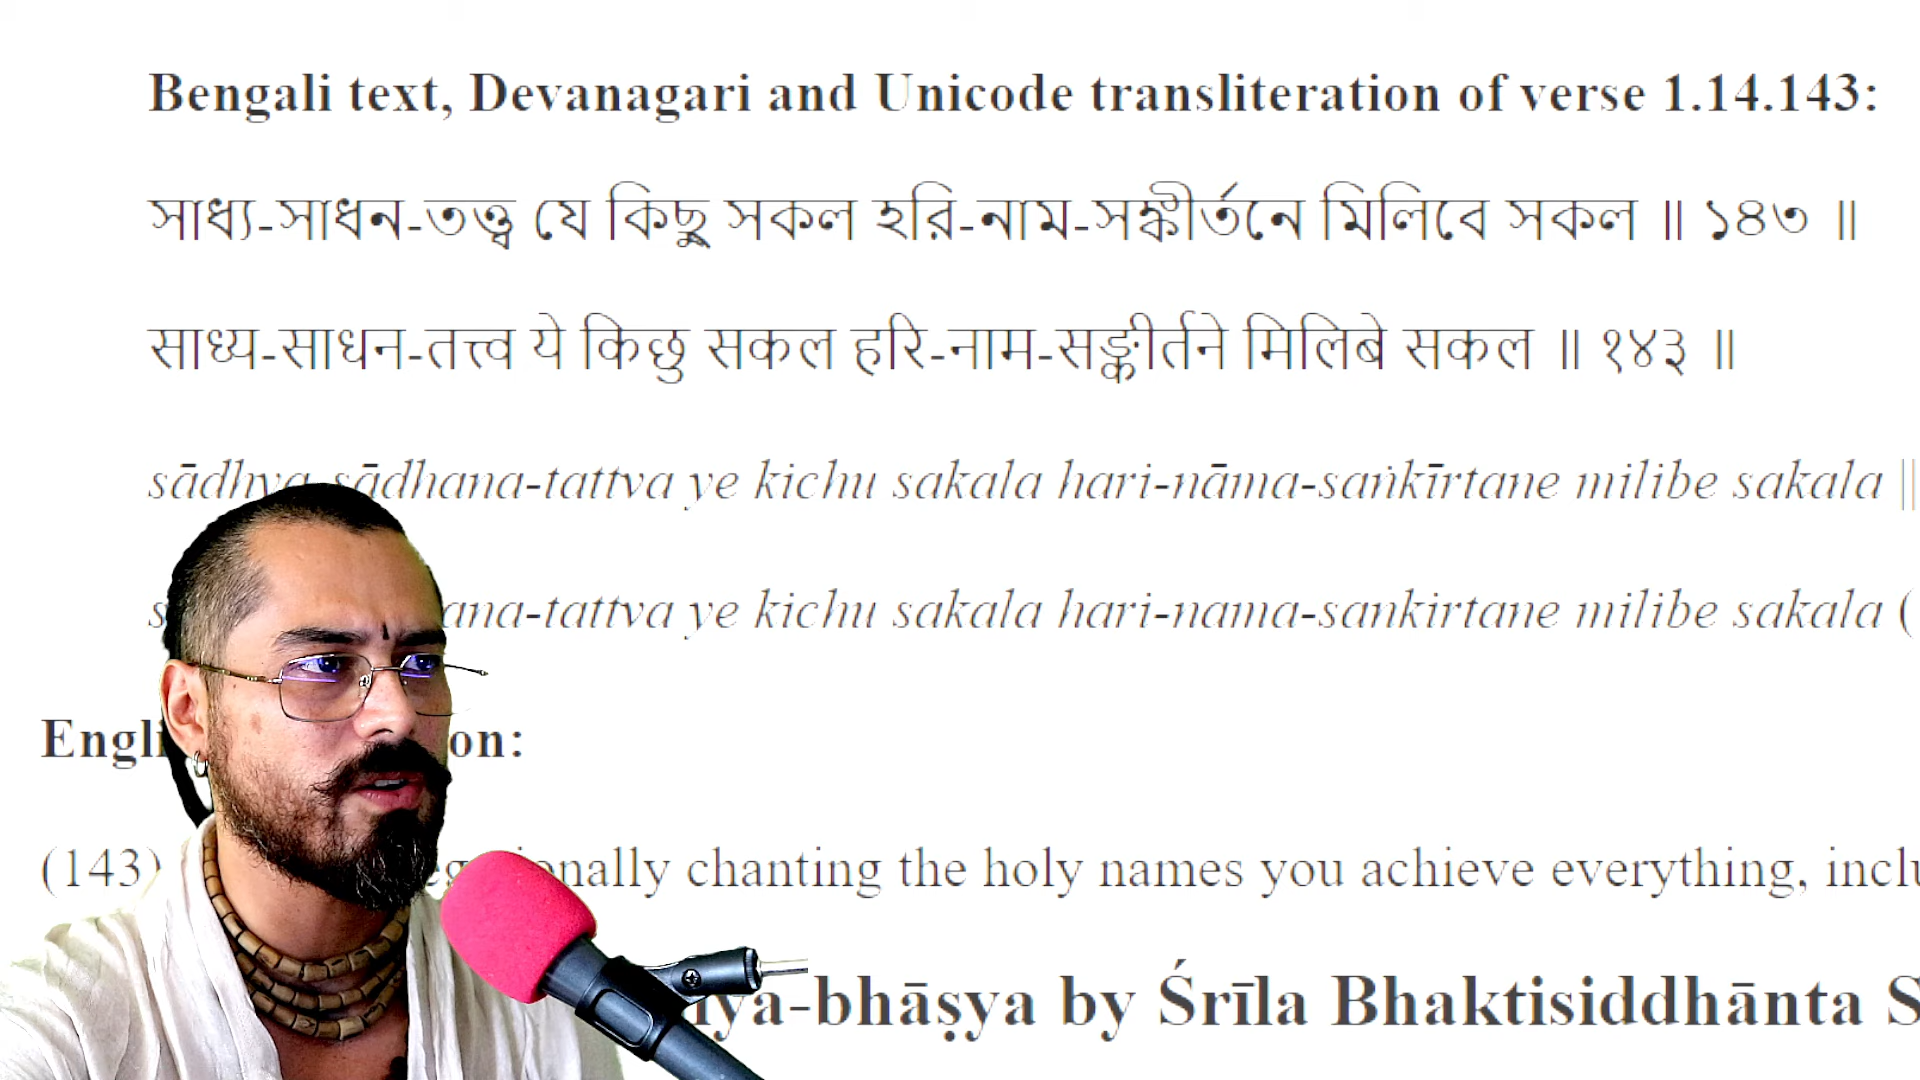 Bengali text, Devanagari and Unicode transliteration of verse 1.14.143:
সাধ্য-সাধন-তত্ত্ব যে কিছু সকল হরি-নাম-সঙ্কীর্তনে মিলিবে সকল ॥ ১৪৩ ॥
साध्य-साधन-तत्त्व ये किछु सकल हरि-नाम-सङ्कीर्तने मिलिबे सकल ॥ १४३ ॥
sādhya-sādhana-tattva ye kichu sakala hari-nāma-saṅkīrtane milibe sakala ||
ana-tattva ye kichu sakala hari-nama-sankirtane milibe sakala (
Engli on:
(143) nally chanting the holy names you achieve everything, inclu
ya-bhāṣya by Śrīla Bhaktisiddhānta S